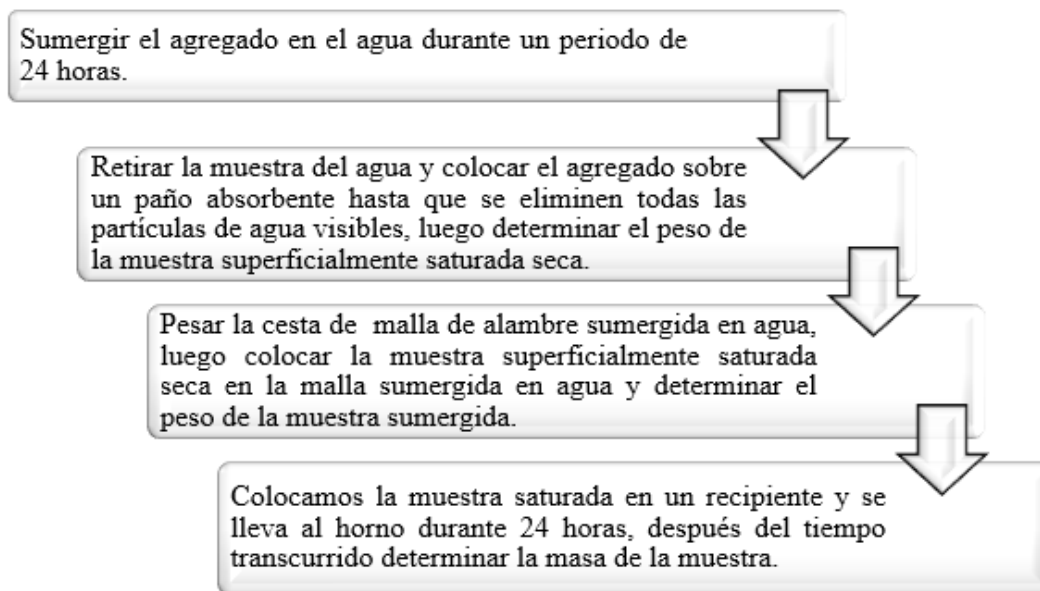 Sumergir el agregado en el agua durante un periodo de
24 horas.
Retirar la muestra del agua y colocar el agregado sobre
un paño absorbente hasta que se eliminen todas las
partículas de agua visibles, luego determinar el peso de
la muestra superficialmente saturada seca.
Pesar la cesta de malla de alambre sumergida en agua,
luego colocar la muestra superficialmente saturada
seca en la malla sumergida en agua y determinar el
peso de la muestra sumergida.
Colocamos la muestra saturada en un recipiente y se
lleva al horno durante 24 horas, después del tiempo
transcurrido determinar la masa de la muestra.